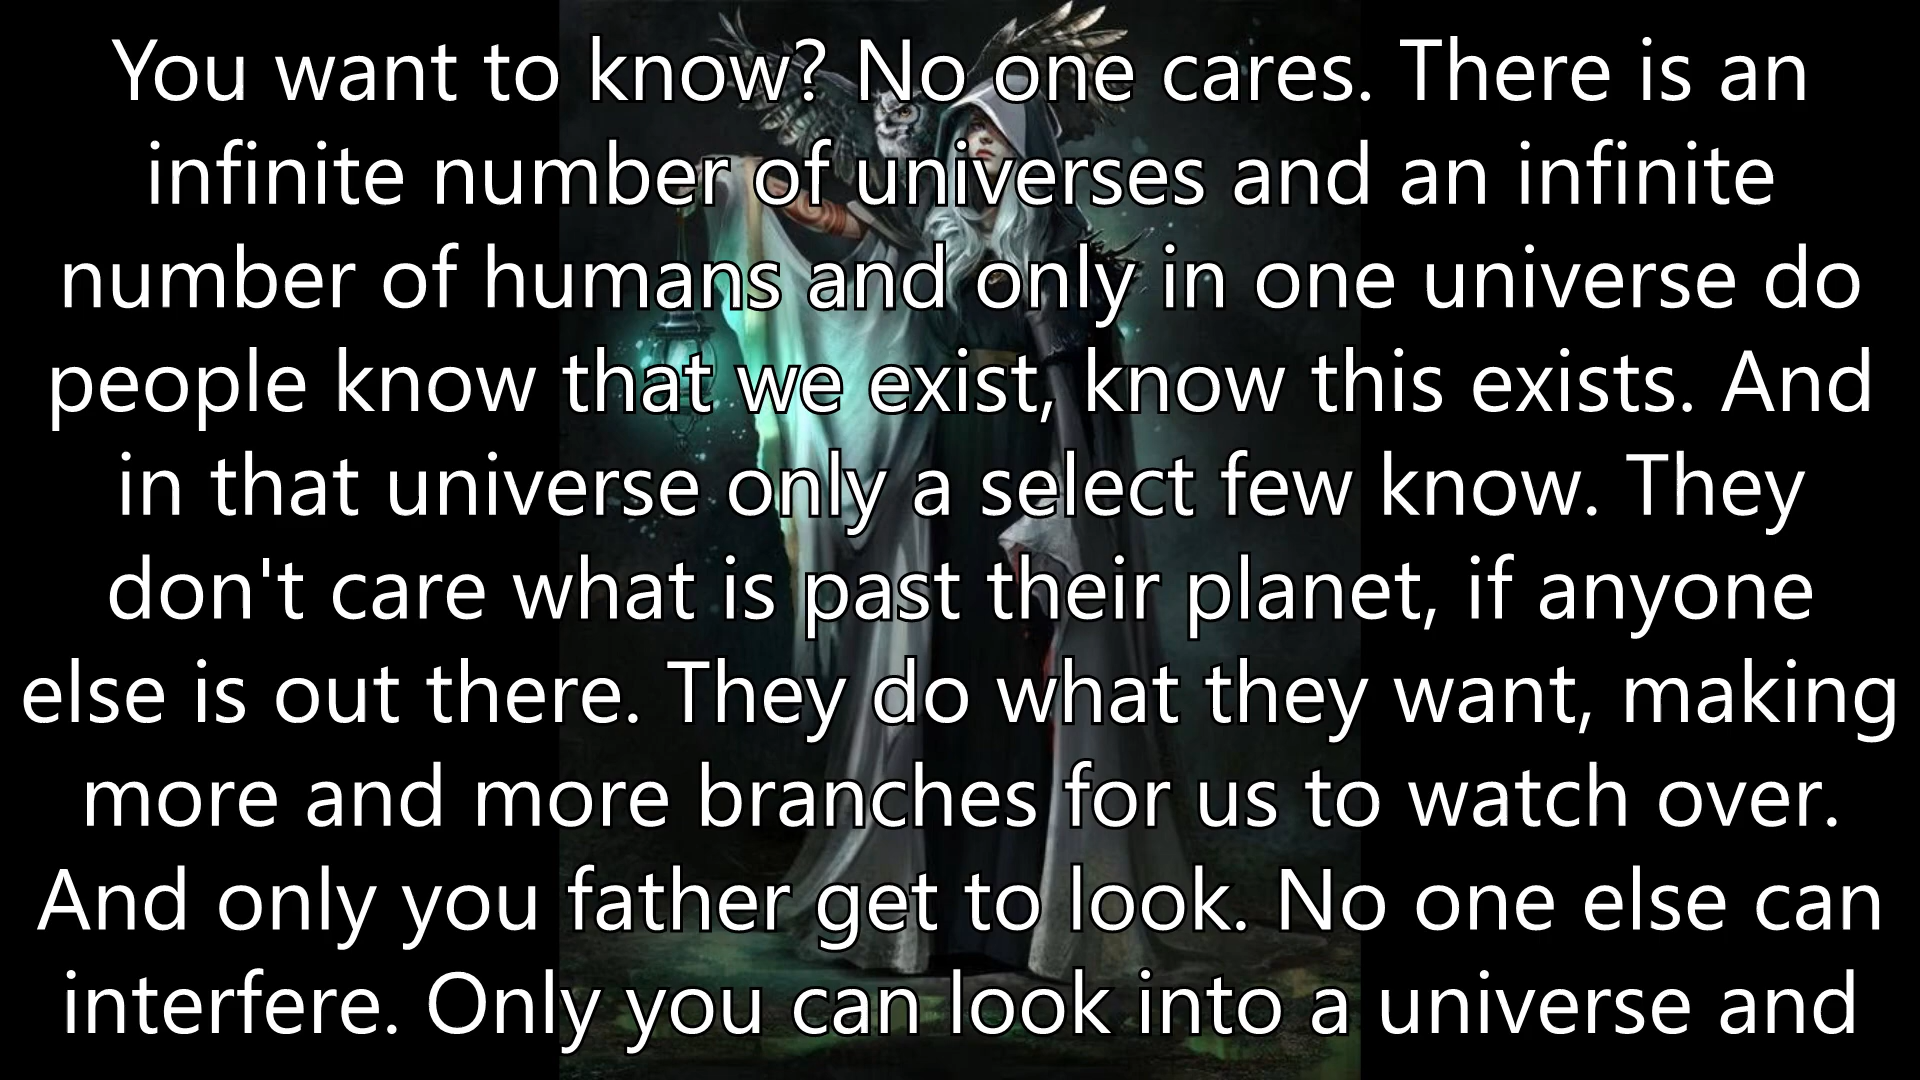 You want to know? No one cares. There is an
infinite number of universes and an infinite
number of humans and only in one universe do
people know that we exist, know this exists. And
in that universe only a select few know. They
don't care what is past their planet, if anyone
else is out there. They do what they want, making
more and more branches for us to watch over.
And only you father get to look. No one else can
interfere. Only you can look into a universe and